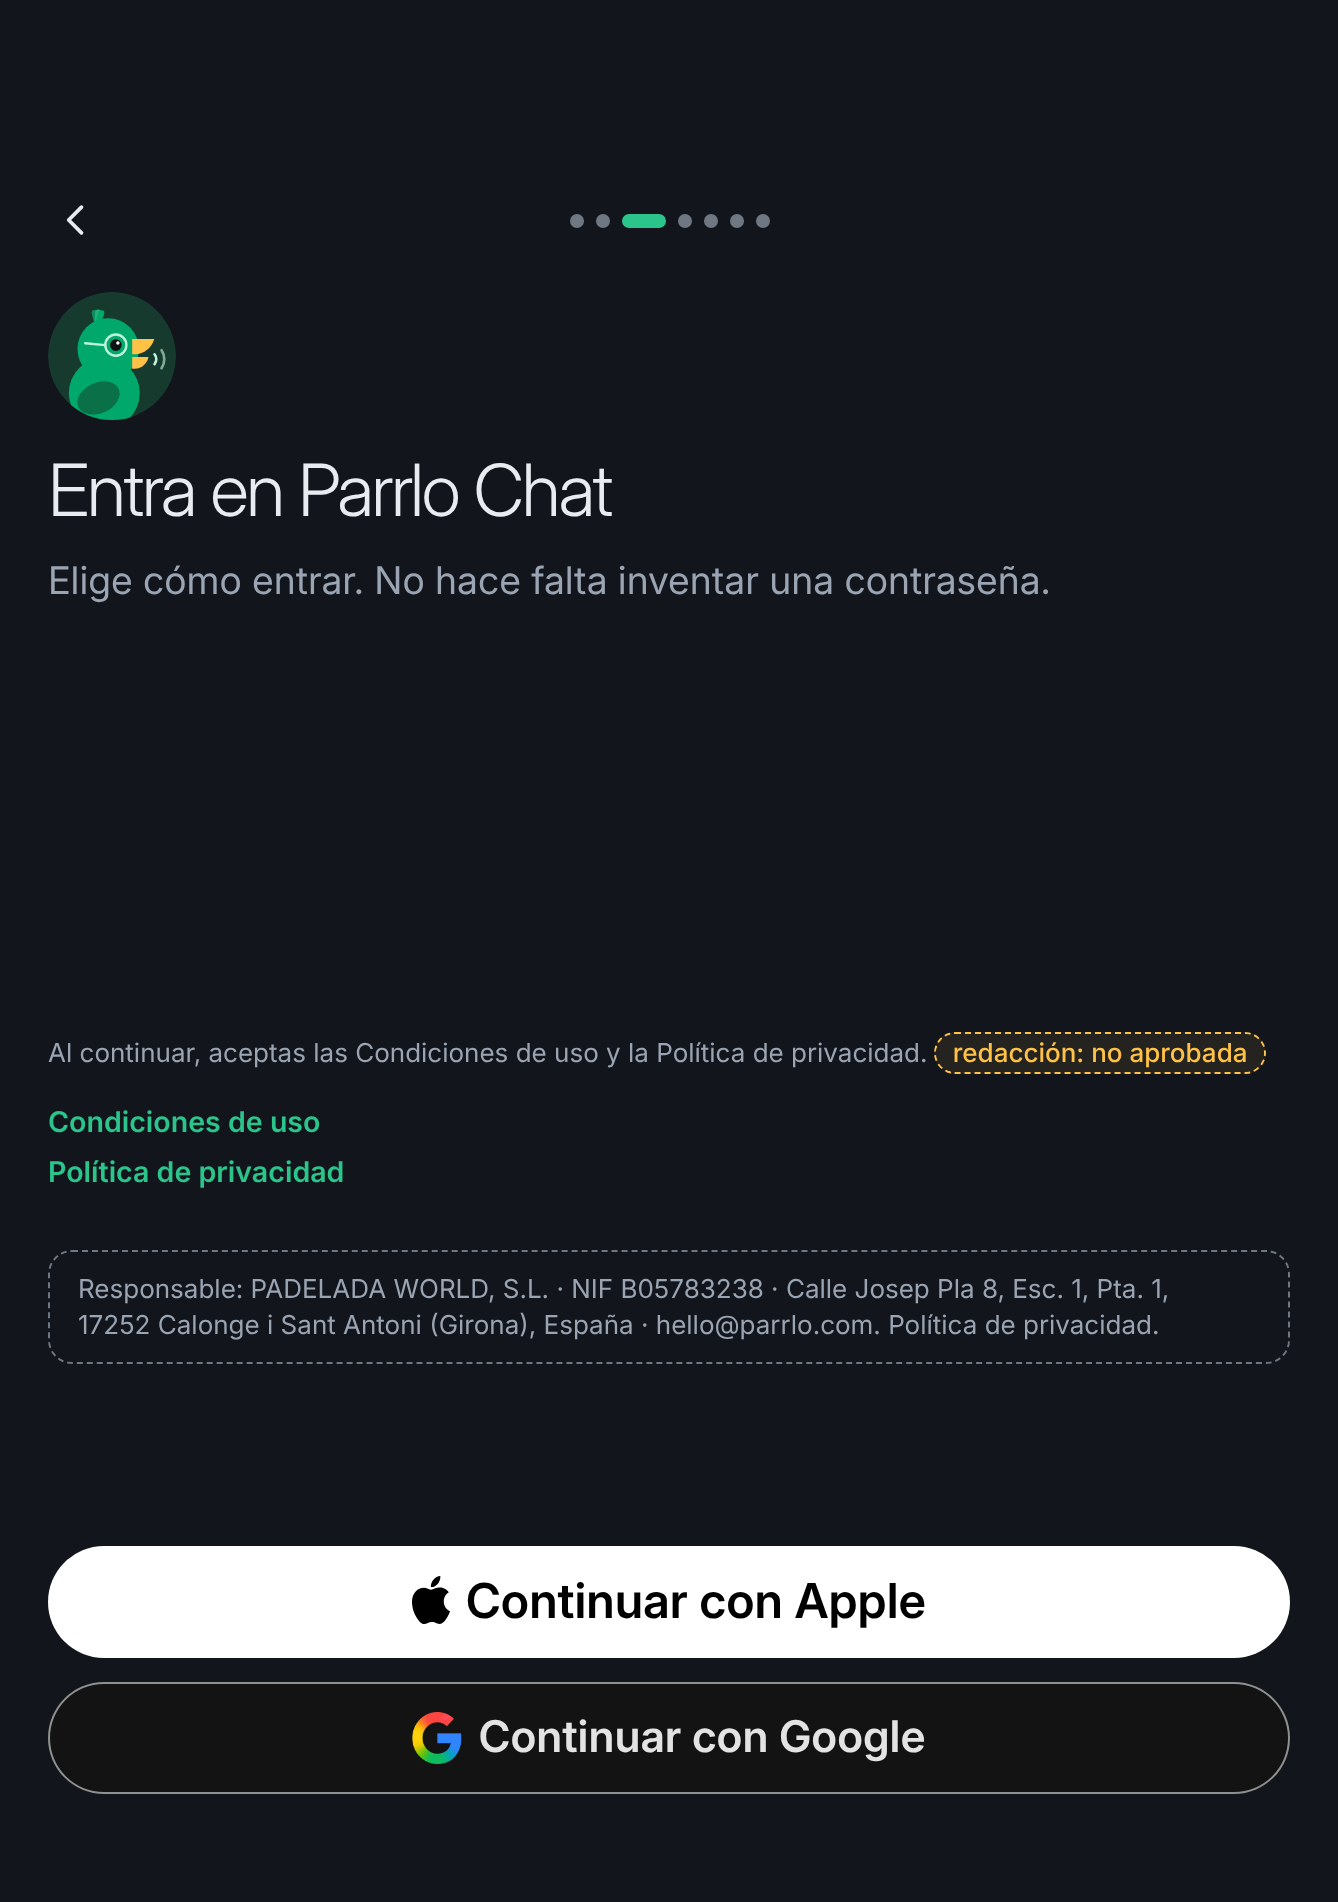 Entra en Parrlo Chat
Elige cómo entrar. No hace falta inventar una contraseña.
Al continuar, aceptas las Condiciones de uso y la Política de privacidad. redacción: no aprobada
Condiciones de uso
Política de privacidad
Responsable: PADELADA WORLD, S.L. · NIF B05783238 · Calle Josep Pla 8, Esc. 1, Pta. 1,
17252 Calonge i Sant Antoni (Girona), España · hello@parrlo.com. Política de privacidad.
Continuar con Apple
Continuar con Google